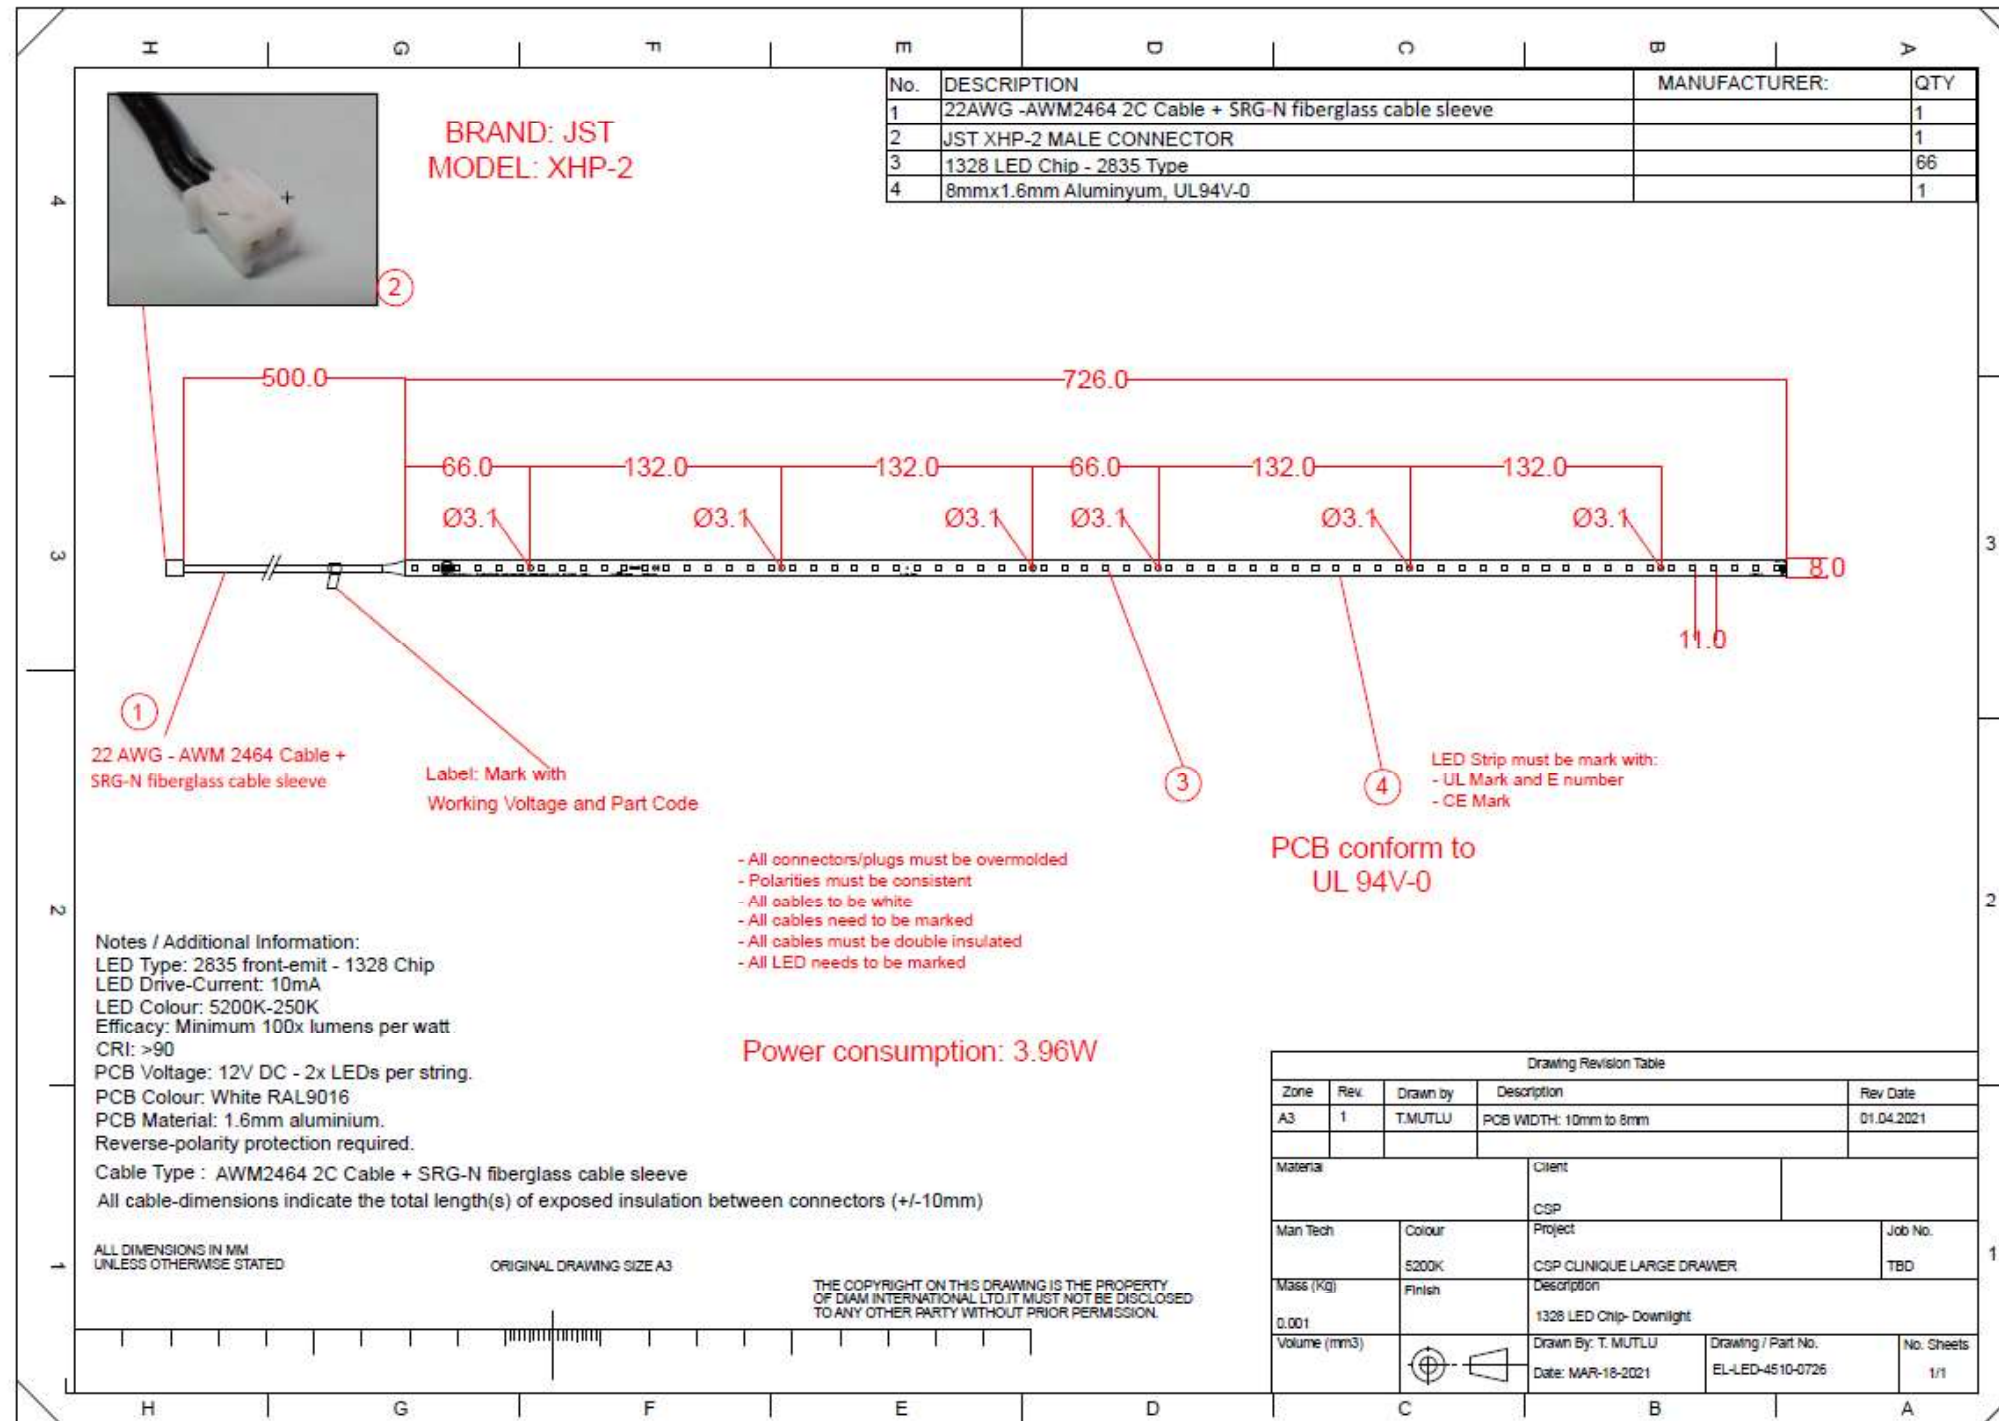 H G F E D C B A
No. DESCRIPTION MANUFACTURER: QTY
1 22AWG -AWM2464 2C Cable + SRG-N fiberglass cable sleeve 1
2 JST XHP-2 MALE CONNECTOR 1
3 1328 LED Chip - 2835 Type 66
4 8mmx1.6mm Aluminyum, UL94V-0 1
BRAND: JST
MODEL: XHP-2
- +
2
4
500.0 726.0
66.0 132.0 132.0 66.0 132.0 132.0
Ø3.1 Ø3.1 Ø3.1 Ø3.1 Ø3.1 Ø3.1
3 3
8.0
11.0
1
22 AWG - AWM 2464 Cable +
SRG-N fiberglass cable sleeve
Label: Mark with
Working Voltage and Part Code
3
4
LED Strip must be mark with:
- UL Mark and E number
- CE Mark
PCB conform to
UL 94V-0
- All connectors/plugs must be overmolded
- Polarities must be consistent
- All cables to be white
- All cables need to be marked
- All cables must be double insulated
- All LED needs to be marked
2 2
Notes / Additional Information:
LED Type: 2835 front-emit - 1328 Chip
LED Drive-Current: 10mA
LED Colour: 5200K-250K
Efficacy: Minimum 100x lumens per watt
CRI: >90
PCB Voltage: 12V DC - 2x LEDs per string.
PCB Colour: White RAL9016
PCB Material: 1.6mm aluminium.
Reverse-polarity protection required.
Cable Type : AWM2464 2C Cable + SRG-N fiberglass cable sleeve
All cable-dimensions indicate the total length(s) of exposed insulation between connectors (+/-10mm)
Power consumption: 3.96W
ALL DIMENSIONS IN MM
UNLESS OTHERWISE STATED
ORIGINAL DRAWING SIZE A3
THE COPYRIGHT ON THIS DRAWING IS THE PROPERTY
OF DIAM INTERNATIONAL LTD.IT MUST NOT BE DISCLOSED
TO ANY OTHER PARTY WITHOUT PRIOR PERMISSION.
Drawing Revision Table
Zone Rev. Drawn by Description Rev Date
A3 1 T.MUTLU PCB WIDTH: 10mm to 8mm 01.04.2021
Material Client
CSP
Man Tech Colour Project Job No.
5200K CSP CLINIQUE LARGE DRAWER TBD
Mass (Kg) Finish Description
0.001 1328 LED Chip- Downlight
Volume (mm3) Drawn By: T. MUTLU Drawing / Part No. No. Sheets
Date: MAR-18-2021 EL-LED-4510-0726 1/1
1 1
H G F E D C B A